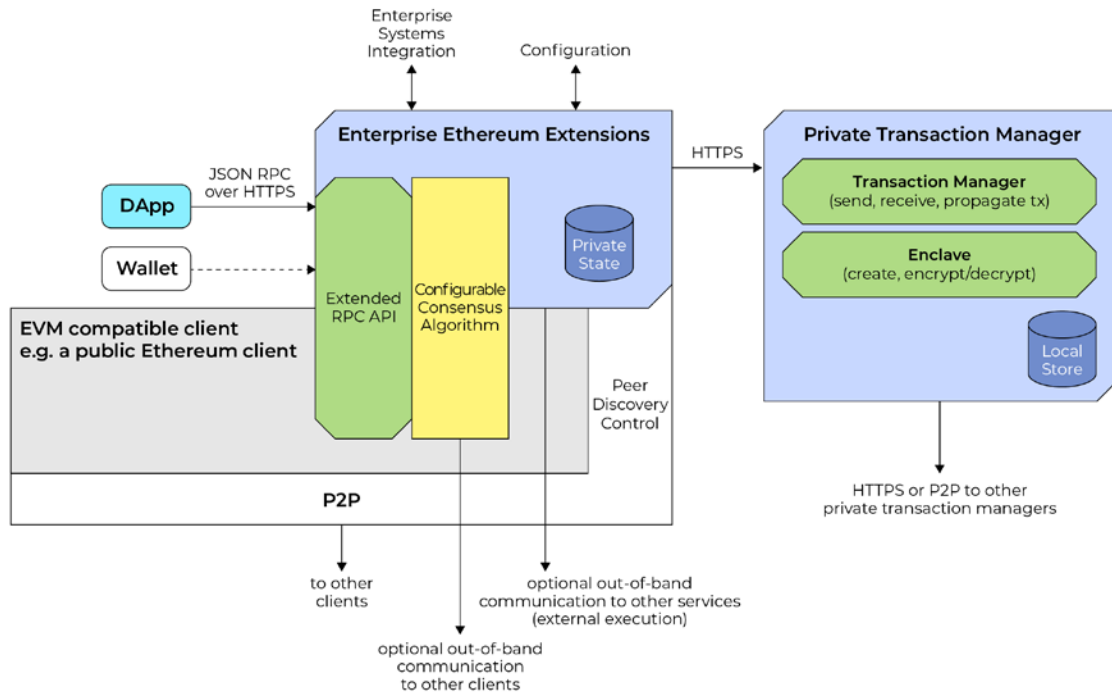 Enterprise
Systems
Integration
Configuration
Enterprise Ethereum Extensions
Private Transaction Manager
HTTPS
JSON RPC
over HTTPS
DApp
Wallet
Transaction Manager
(send, receive, propagate tx)
Enclave
(create, encrypt/decrypt)
Private
State
Extended
RPC API
Configurable
Consensus
Algorithm
EVM compatible client
e.g. a public Ethereum client
Local
Store
Peer
Discovery
Control
P2P
HTTPS or P2P to other
private transaction managers
to other
clients
optional out-of-band
communication to other services
(external execution)
optional out-of-band
communication
to other clients